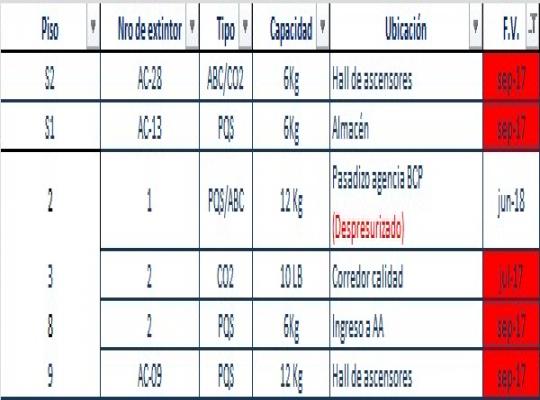 Piso Nro de extintor Tipo Capacidad Ubicación F.V.
S2 AC-28 ABC/CO2 6Kg Hall de ascensores sep-17
S1 AC-13 PQS 6Kg Almacén sep-17
2 1 PQS/ABC 12 Kg Pasadizo agencia BCP jun-18
(Despresurizado)
3 2 CO2 10 LB Corredor calidad jul-17
8 2 PQS 6Kg Ingreso a AA sep-17
9 AC-09 PQS 12 Kg Hall de ascensores sep-17